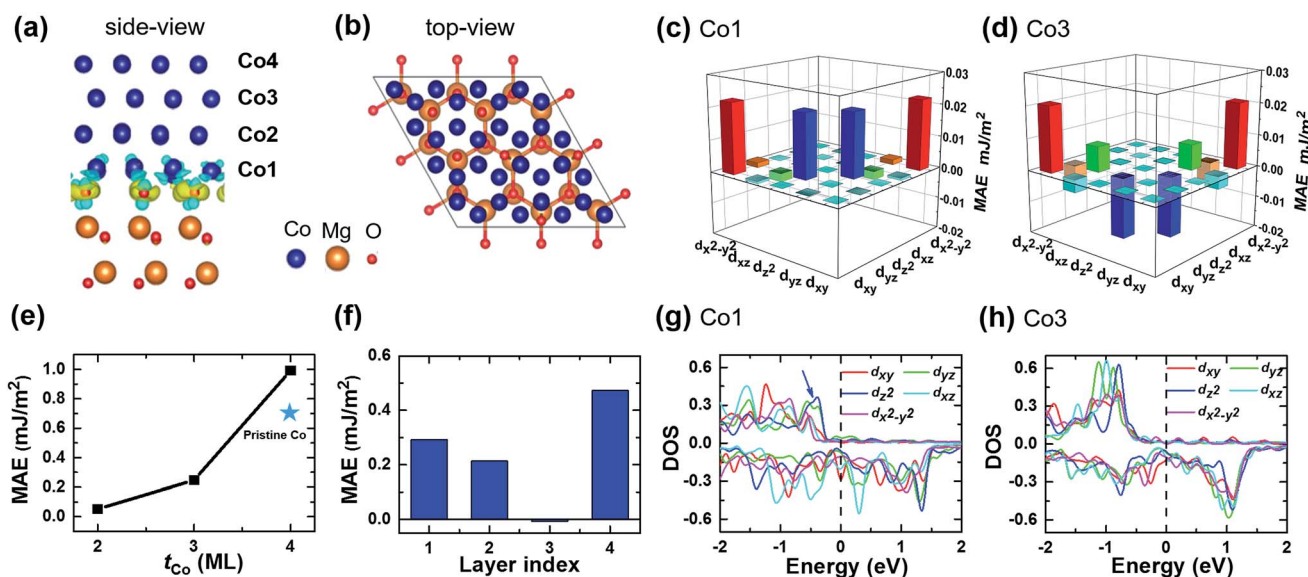 (a) side-view
Co4
Co3
Co2
Co1
(b) top-view
Co Mg O
(c) Co1
0.03
0.02
0.01
0.00
-0.01
-0.02
MAE mJ/m²
dx²-y²
dxz
dz²
dyz
dxy
dxy
dyz
dz²
dxz
dx²-y²
(d) Co3
0.03
0.02
0.01
0.00
-0.01
-0.02
MAE mJ/m²
dx²-y²
dxz
dz²
dyz
dxy
dxy
dyz
dz²
dxz
dx²-y²
(e)
MAE (mJ/m²)
1.0
0.8
0.6
0.4
0.2
0.0
Pristine Co
2 3 4
tCo (ML)
(f)
MAE (mJ/m²)
0.6
0.4
0.2
0.0
1 2 3 4
Layer index
(g) Co1
DOS
0.6
0.3
0.0
-0.3
-0.6
dxy dyz
dz² dxz
dx²-y²
-2 -1 0 1 2
Energy (eV)
(h) Co3
DOS
0.6
0.3
0.0
-0.3
-0.6
dxy dyz
dz² dxz
dx²-y²
-2 -1 0 1 2
Energy (eV)